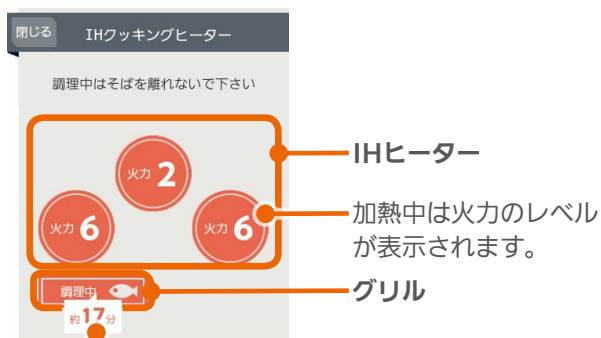 閉じる
IHクッキングヒーター
調理中はそばを離れないで下さい
火力 2
火力 6
火力 6
調理中
約17分
IHヒーター
加熱中は火力のレベル
が表示されます。
グリル